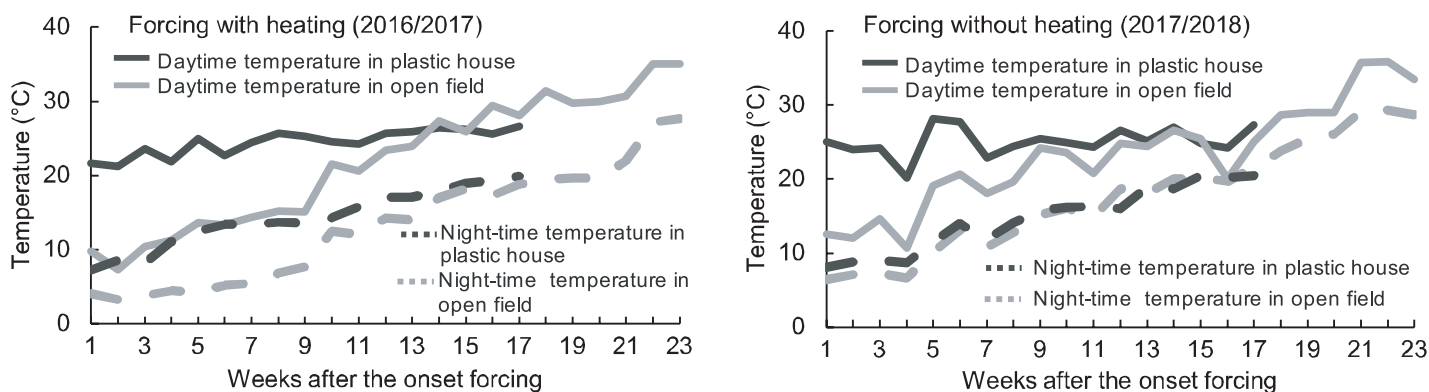 Forcing with heating (2016/2017)
Daytime temperature in plastic house
Daytime temperature in open field
Night-time temperature in
plastic house
Night-time temperature in
open field
Temperature (°C)
40
30
20
10
0
1 3 5 7 9 11 13 15 17 19 21 23
Weeks after the onset forcing
Forcing without heating (2017/2018)
Daytime temperature in plastic house
Daytime temperature in open field
Night-time temperature in plastic house
Night-time temperature in open field
Temperature (°C)
40
30
20
10
0
1 3 5 7 9 11 13 15 17 19 21 23
Weeks after the onset forcing